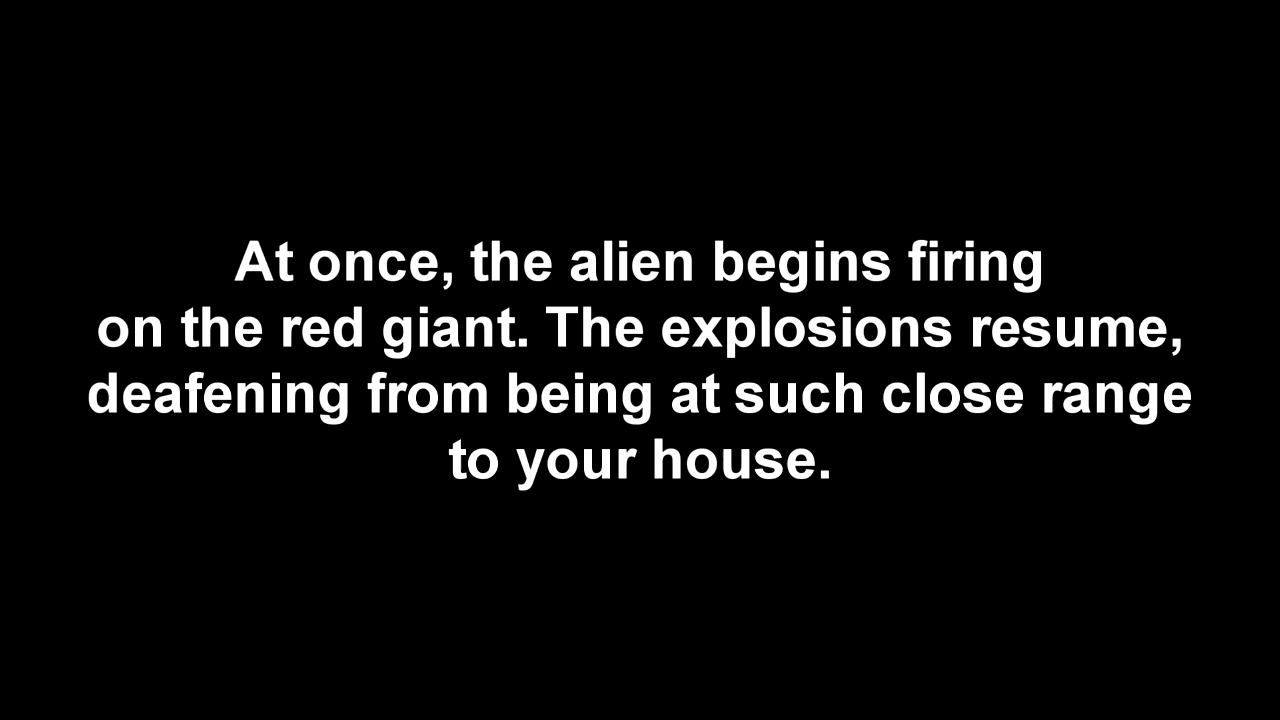 At once, the alien begins firing
on the red giant. The explosions resume,
deafening from being at such close range
to your house.